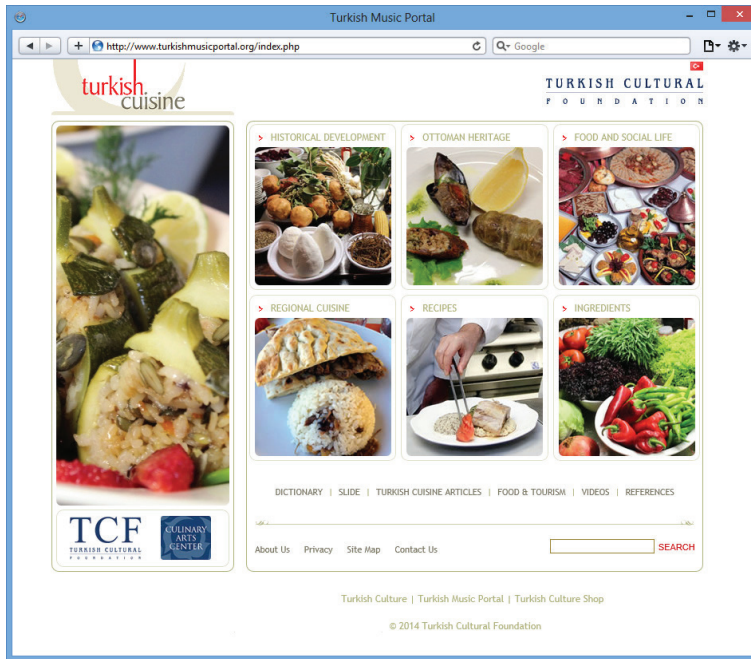 Turkish Music Portal
http://www.turkishmusicportal.org/index.php
Google
turkish
cuisine
TURKISH CULTURAL
FOUNDATION
> HISTORICAL DEVELOPMENT
> OTTOMAN HERITAGE
> FOOD AND SOCIAL LIFE
> REGIONAL CUISINE
> RECIPES
> INGREDIENTS
DICTIONARY | SLIDE | TURKISH CUISINE ARTICLES | FOOD & TOURISM | VIDEOS | REFERENCES
TCF
TURKISH CULTURAL
FOUNDATION
CULINARY
ARTS
CENTER
About Us Privacy Site Map Contact Us
SEARCH
Turkish Culture | Turkish Music Portal | Turkish Culture Shop
© 2014 Turkish Cultural Foundation